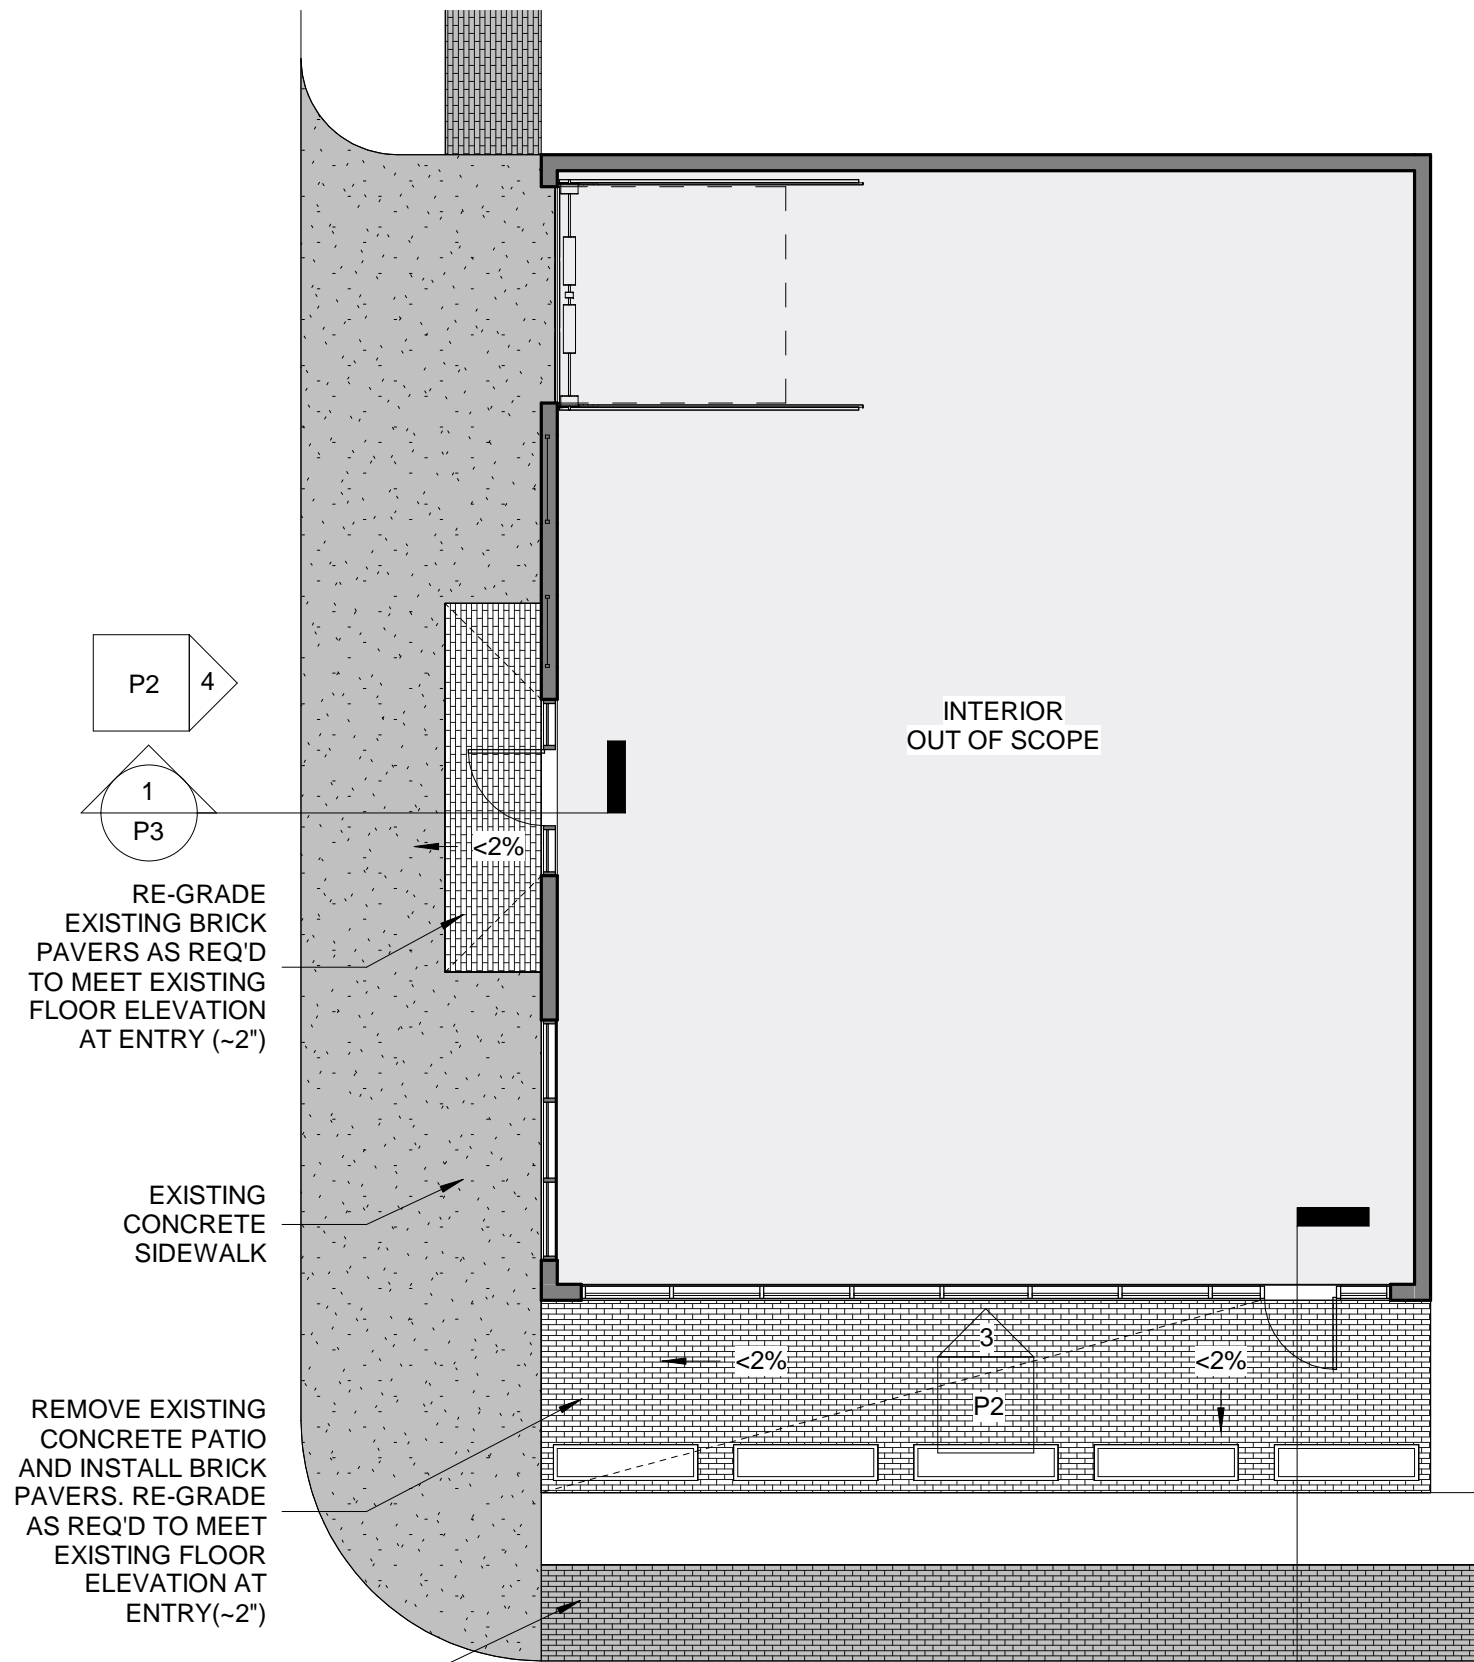 INTERIOR
OUT OF SCOPE
P2
4
1
P3
<2%
RE-GRADE
EXISTING BRICK
PAVERS AS REQ'D
TO MEET EXISTING
FLOOR ELEVATION
AT ENTRY (~2")
EXISTING
CONCRETE
SIDEWALK
3
<2%
<2%
P2
REMOVE EXISTING
CONCRETE PATIO
AND INSTALL BRICK
PAVERS. RE-GRADE
AS REQ'D TO MEET
EXISTING FLOOR
ELEVATION AT
ENTRY(~2")